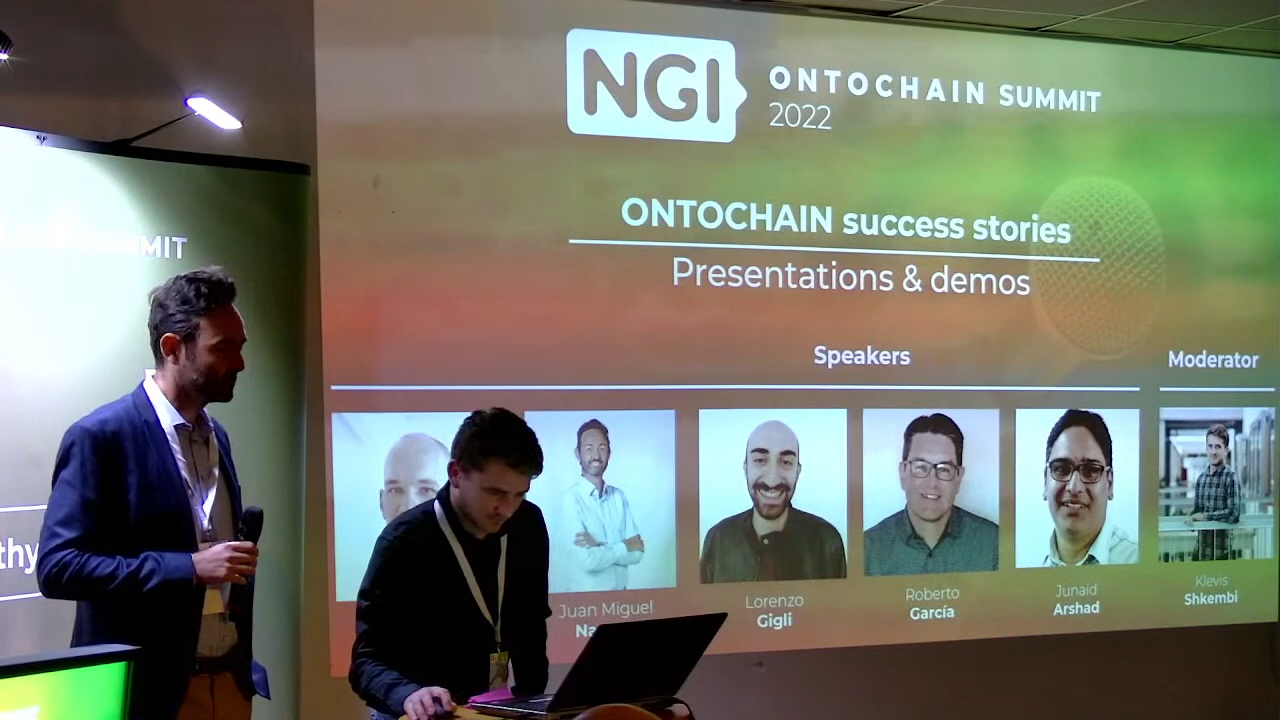 NGI
ONTOCHAIN SUMMIT
2022
ONTOCHAIN success stories
Presentations & demos
Speakers
Moderator
Juan Miguel
Lorenzo
Gigli
Roberto
García
Junaid
Arshad
Klevis
Shkembi